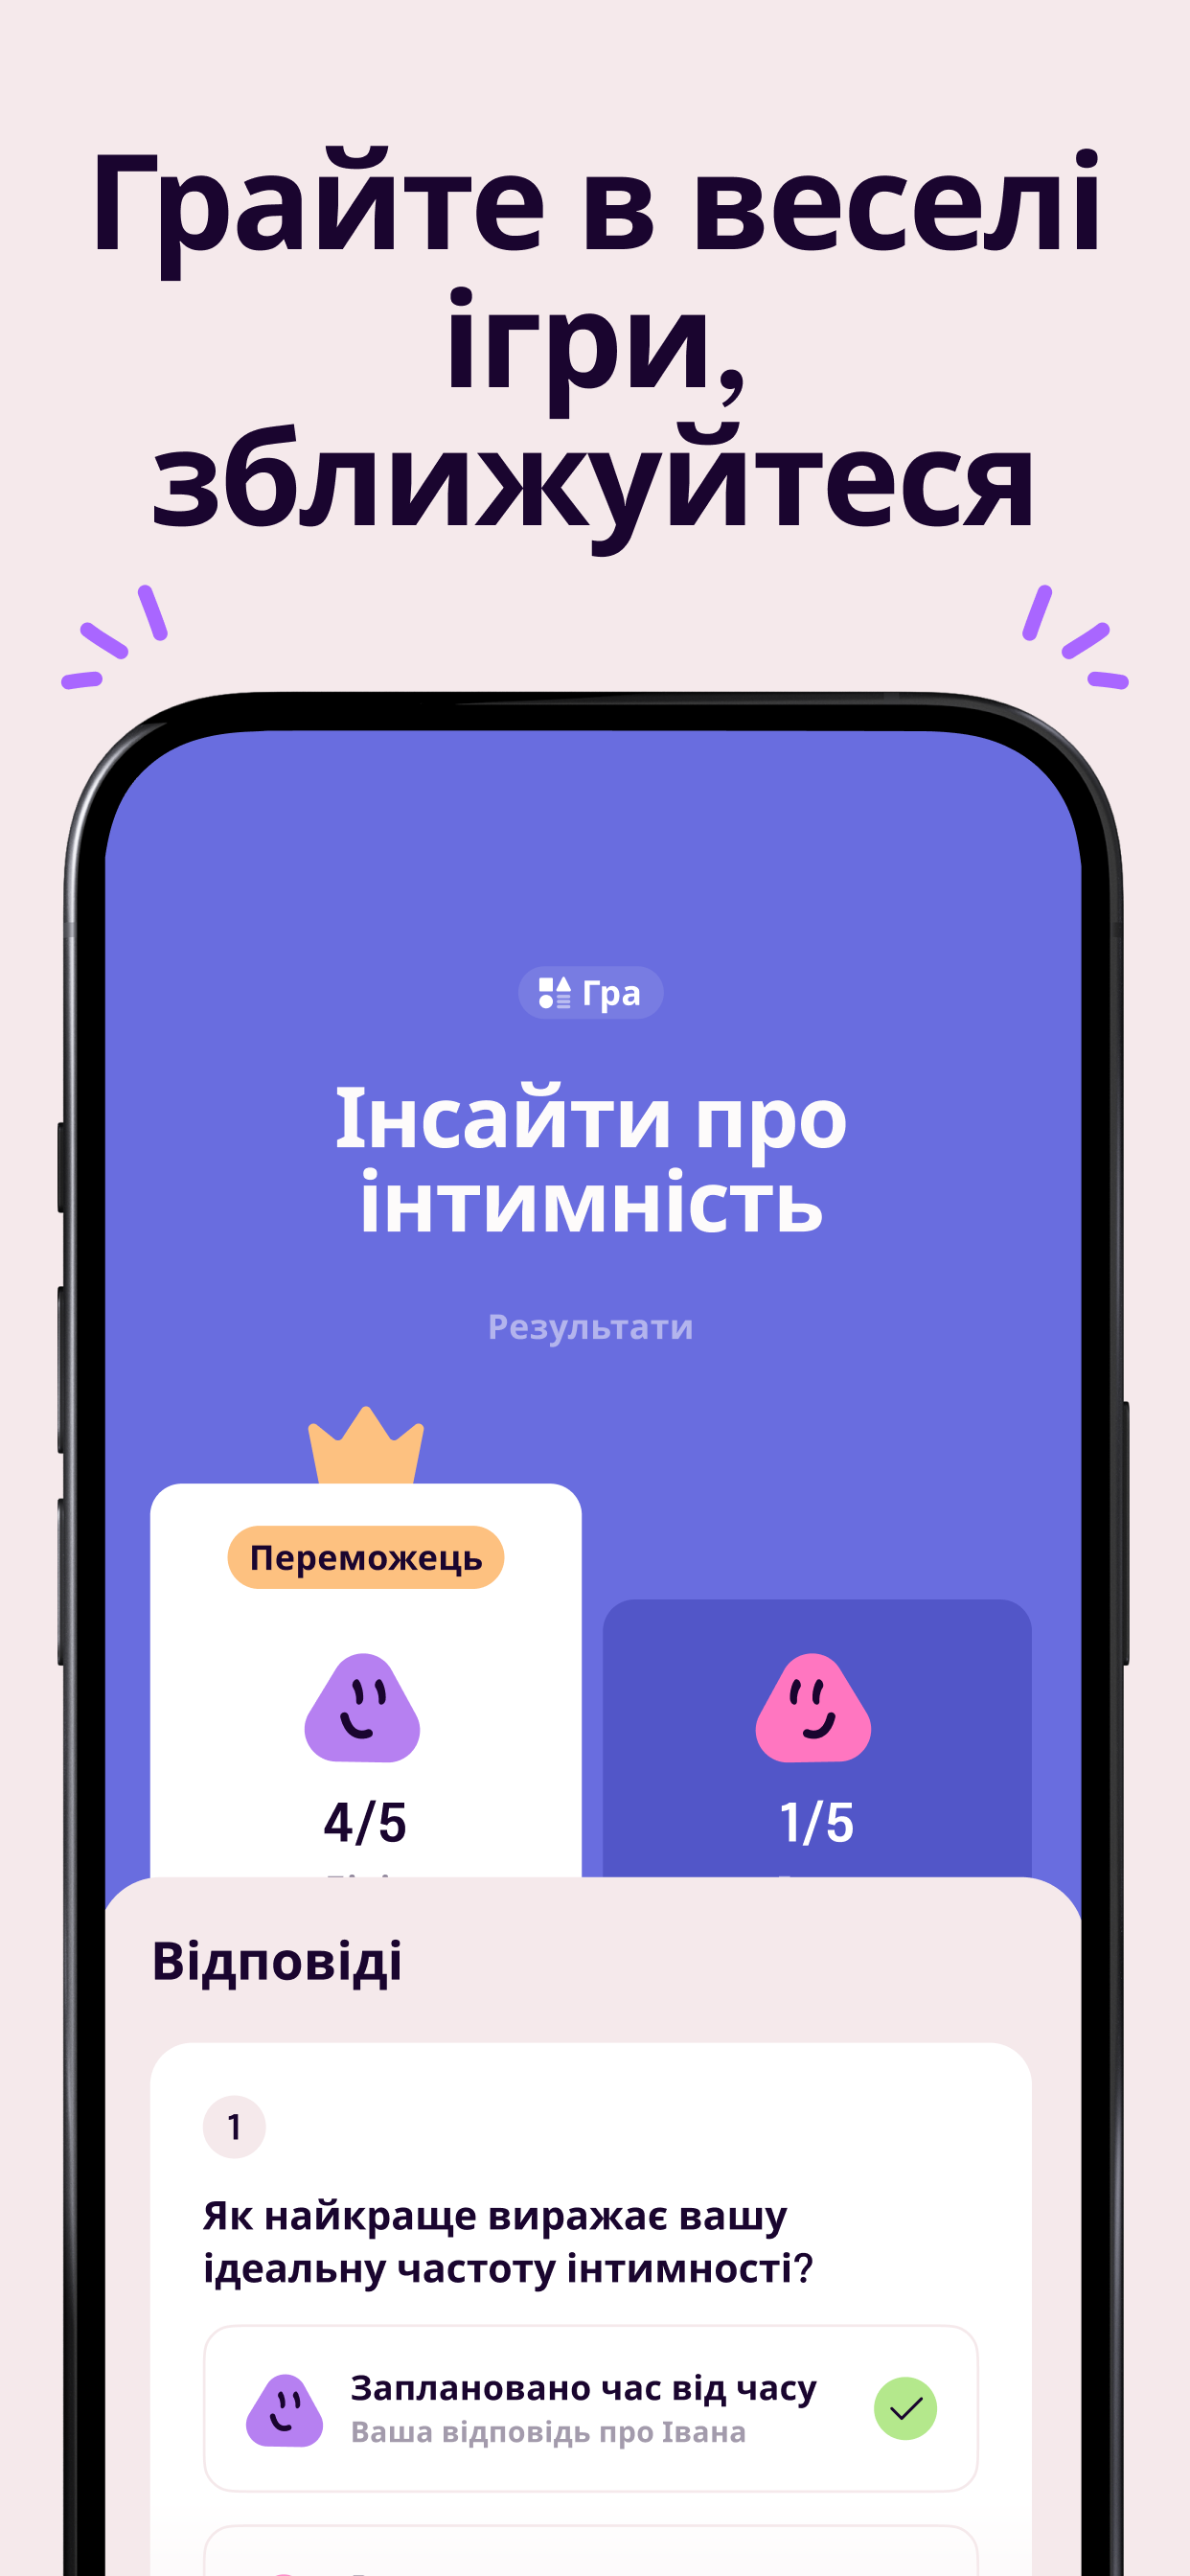 Грайте в веселі
ігри,
зближуйтеся
Гра
Інсайти про
інтимність
Результати
Переможець
4/5
1/5
Відповіді
1
Як найкраще виражає вашу
ідеальну частоту інтимності?
Заплановано час від часу
Ваша відповідь про Івана